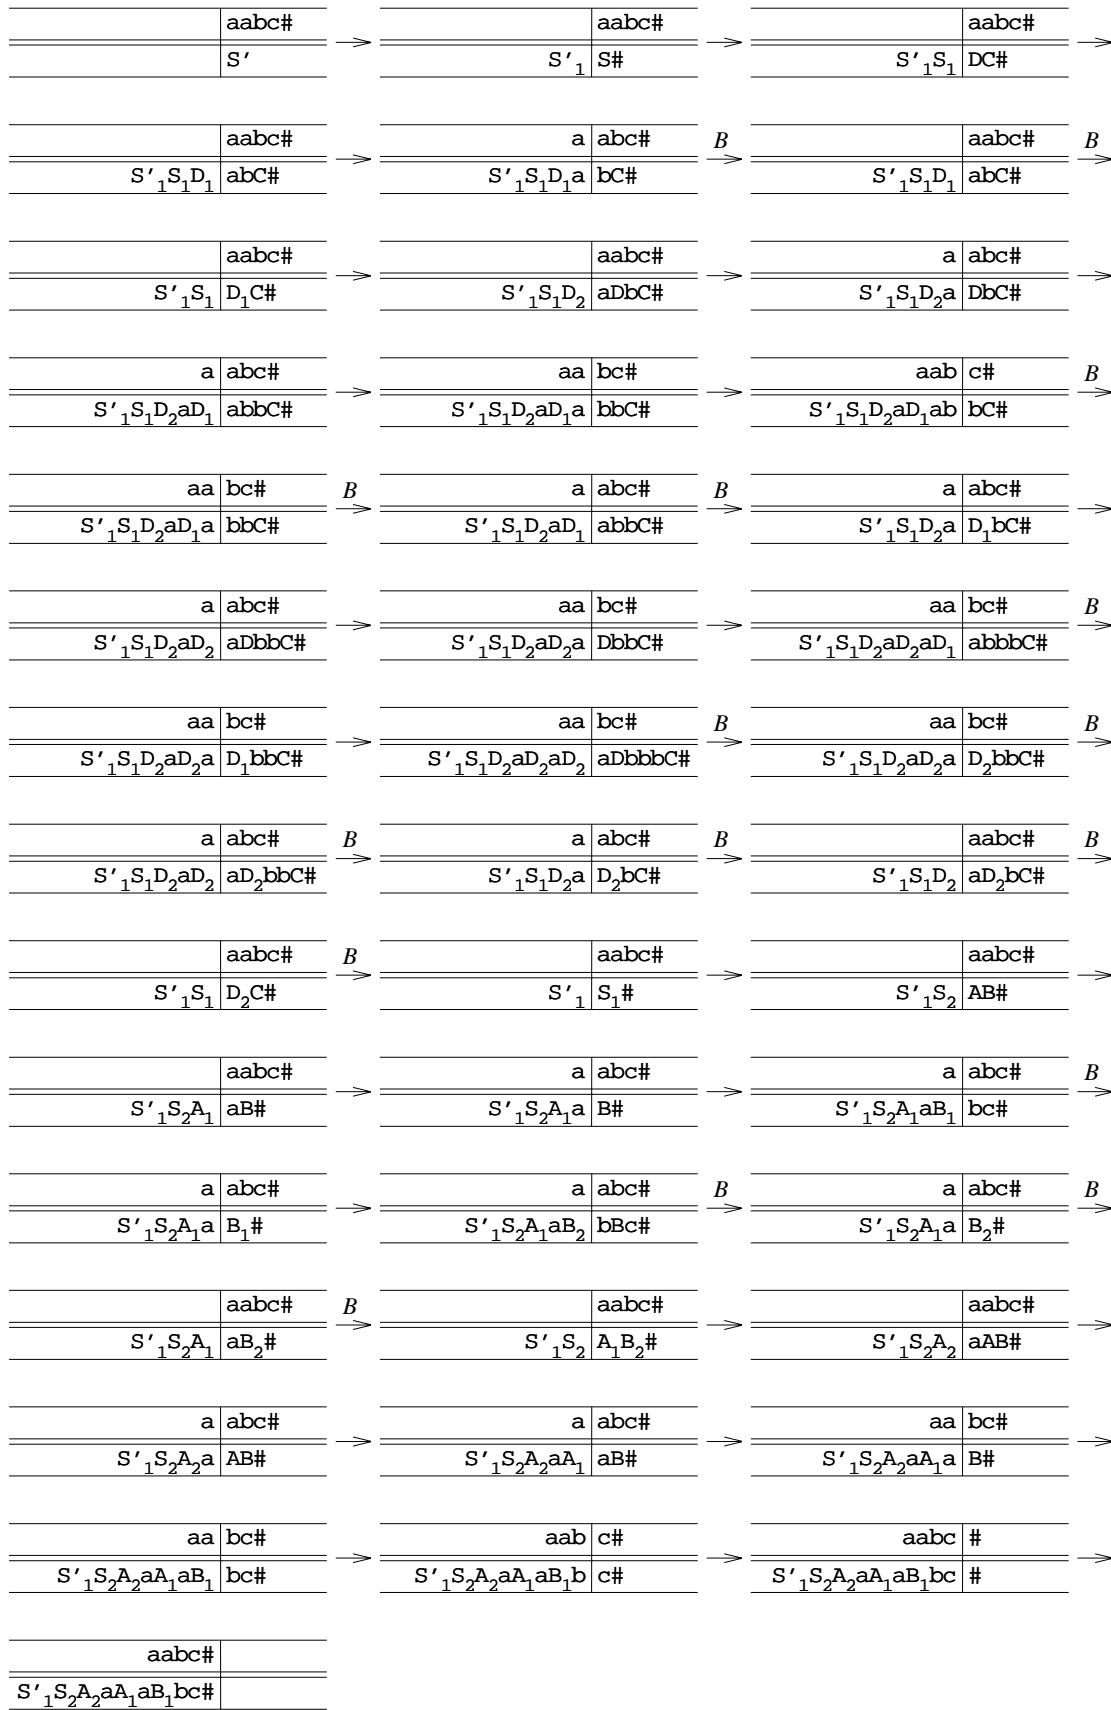 aabc# aabc# aabc#
S' S'₁ S# S'₁S₁ DC#
aabc# a abc# B aabc# B
S'₁S₁D₁ abC# S'₁S₁D₁a bC# S'₁S₁D₁ abC#
aabc# aabc# a abc#
S'₁S₁ D₁C# S'₁S₁D₂ aDbC# S'₁S₁D₂a DbC#
a abc# aa bc# aab c# B
S'₁S₁D₂aD₁ abbC# S'₁S₁D₂aD₁a bbC# S'₁S₁D₂aD₁ab bC#
aa bc# B a abc# B a abc#
S'₁S₁D₂aD₁a bbC# S'₁S₁D₂aD₁ abbC# S'₁S₁D₂a D₁bC#
a abc# aa bc# aa bc# B
S'₁S₁D₂aD₂ aDbbC# S'₁S₁D₂aD₂a DbbC# S'₁S₁D₂aD₂aD₁ abbbC#
aa bc# aa bc# B aa bc# B
S'₁S₁D₂aD₂a D₁bbC# S'₁S₁D₂aD₂aD₂ aDbbbC# S'₁S₁D₂aD₂a D₂bbC#
a abc# B a abc# B aabc# B
S'₁S₁D₂aD₂ aD₂bbC# S'₁S₁D₂a D₂bC# S'₁S₁D₂ aD₂bC#
aabc# B aabc# aabc#
S'₁S₁ D₂C# S'₁ S₁# S'₁S₂ AB#
aabc# a abc# a abc# B
S'₁S₂A₁ aB# S'₁S₂A₁a B# S'₁S₂A₁aB₁ bc#
a abc# a abc# B a abc# B
S'₁S₂A₁a B₁# S'₁S₂A₁aB₂ bBc# S'₁S₂A₁a B₂#
aabc# B aabc# aabc#
S'₁S₂A₁ aB₂# S'₁S₂ A₁B₂# S'₁S₂A₂ aAB#
a abc# a abc# aa bc#
S'₁S₂A₂a AB# S'₁S₂A₂aA₁ aB# S'₁S₂A₂aA₁a B#
aa bc# aab c# aabc #
S'₁S₂A₂aA₁aB₁ bc# S'₁S₂A₂aA₁aB₁b c# S'₁S₂A₂aA₁aB₁bc #
aabc#
S'₁S₂A₂aA₁aB₁bc#